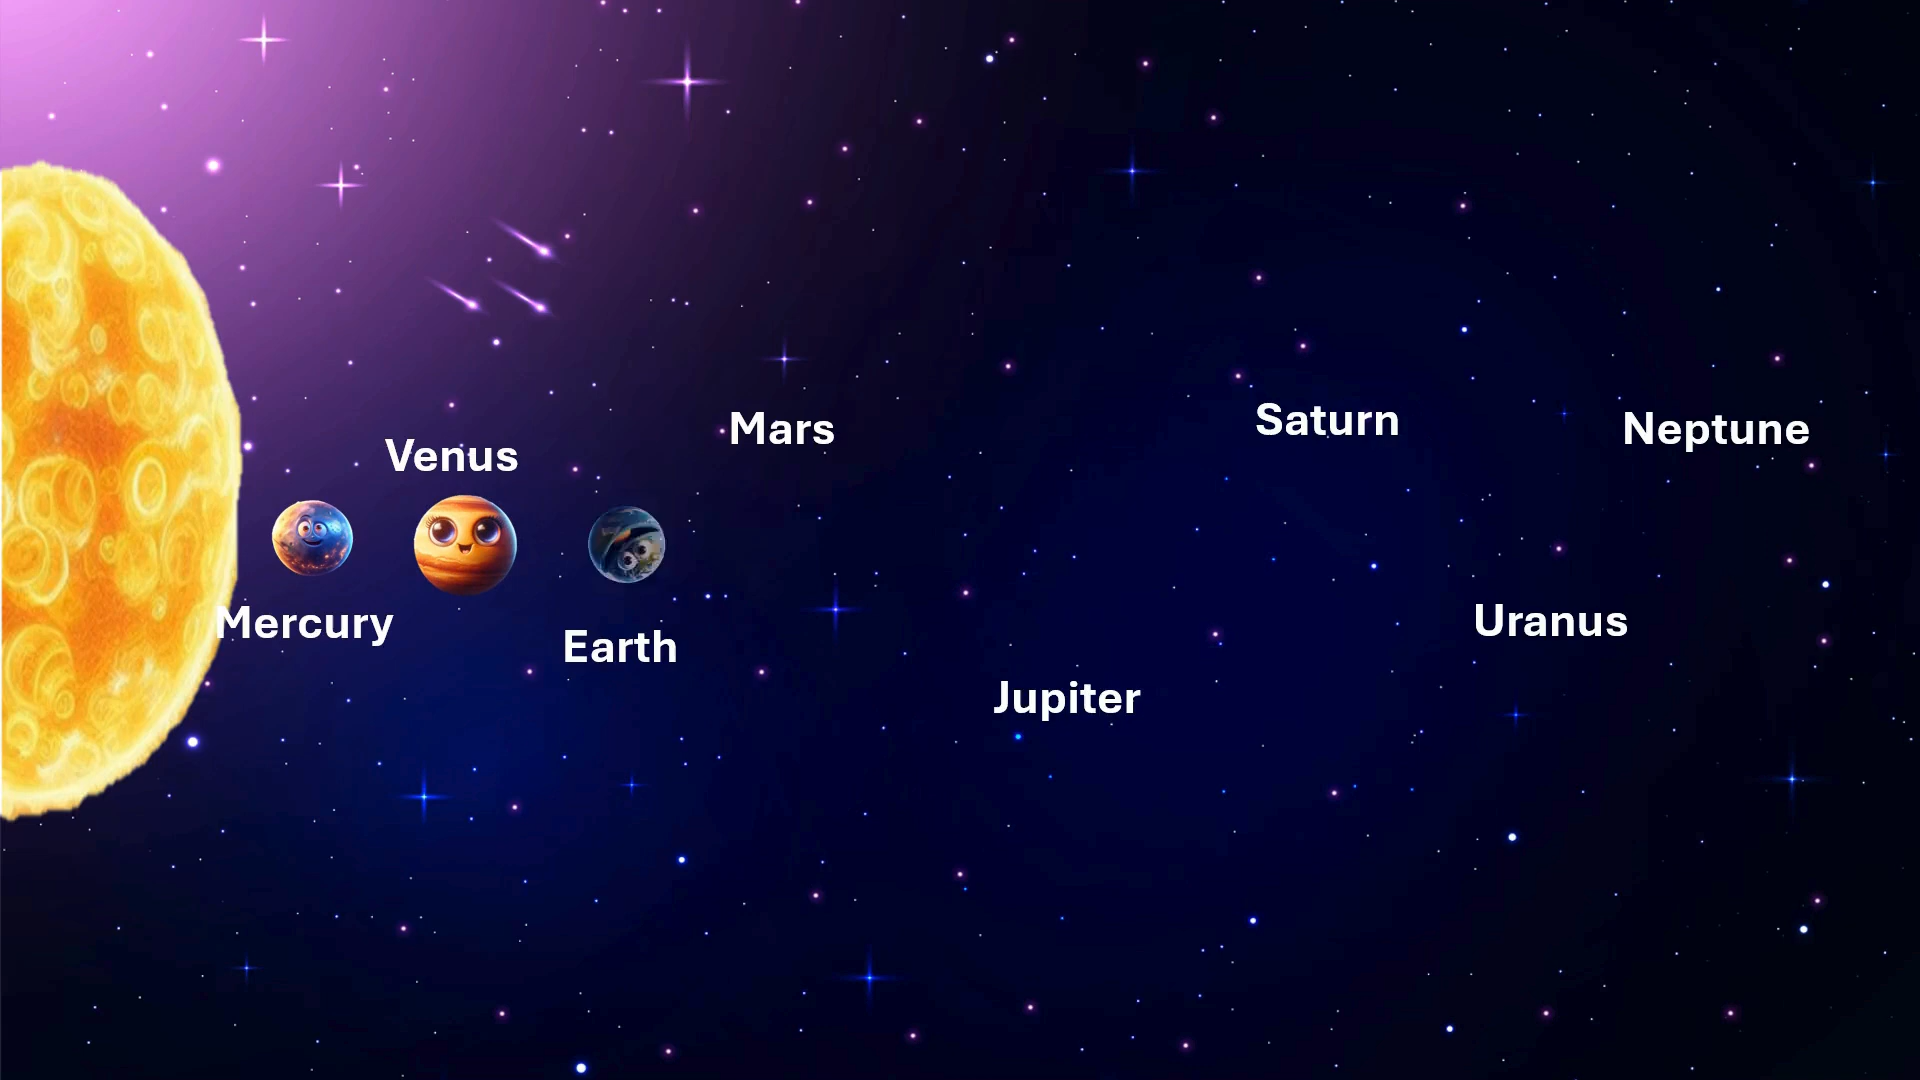 Mercury
Venus
Earth
Mars
Jupiter
Saturn
Uranus
Neptune